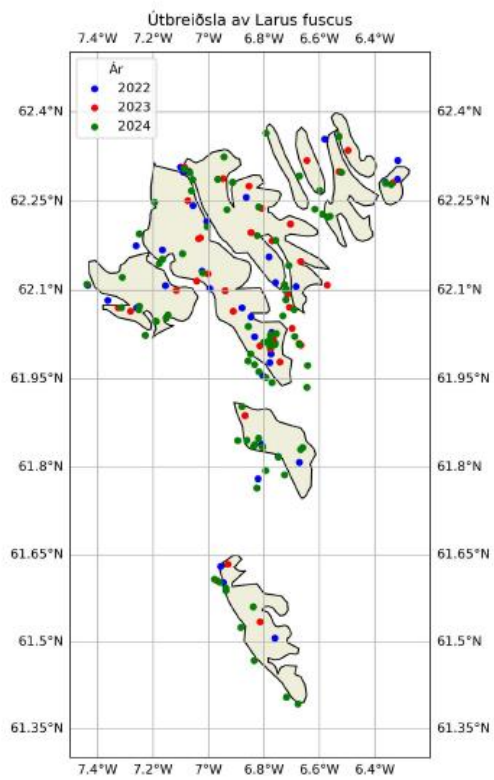 Útbreiðsla av Larus fuscus
7.4°W 7.2°W 7°W 6.8°W 6.6°W 6.4°W
Ár
2022
2023
2024
62.4°N 62.4°N
62.25°N 62.25°N
62.1°N 62.1°N
61.95°N 61.95°N
61.8°N 61.8°N
61.65°N 61.65°N
61.5°N 61.5°N
61.35°N 61.35°N
7.4°W 7.2°W 7°W 6.8°W 6.6°W 6.4°W